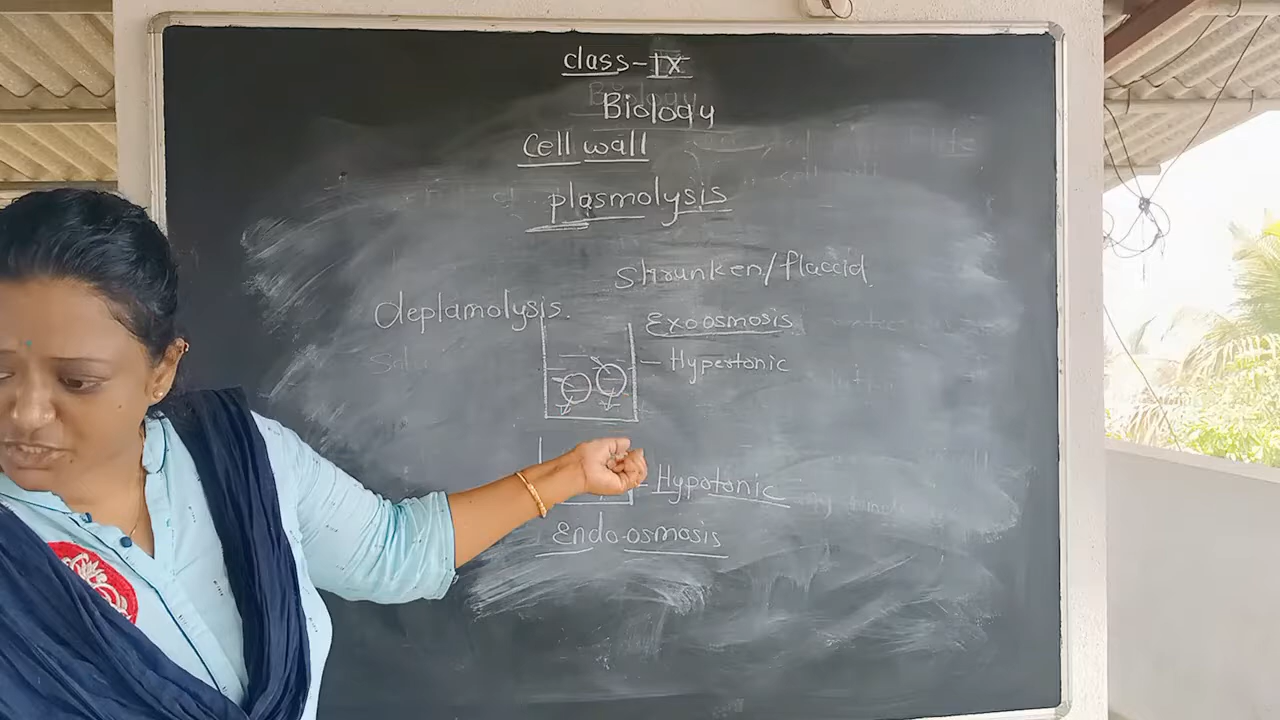 class-IX
Biology
Cell wall
plasmolysis
Shrunken/flaccid
deplamolysis.
Exoosmosis
- Hypertonic
- Hypotonic
Endo-osmosis